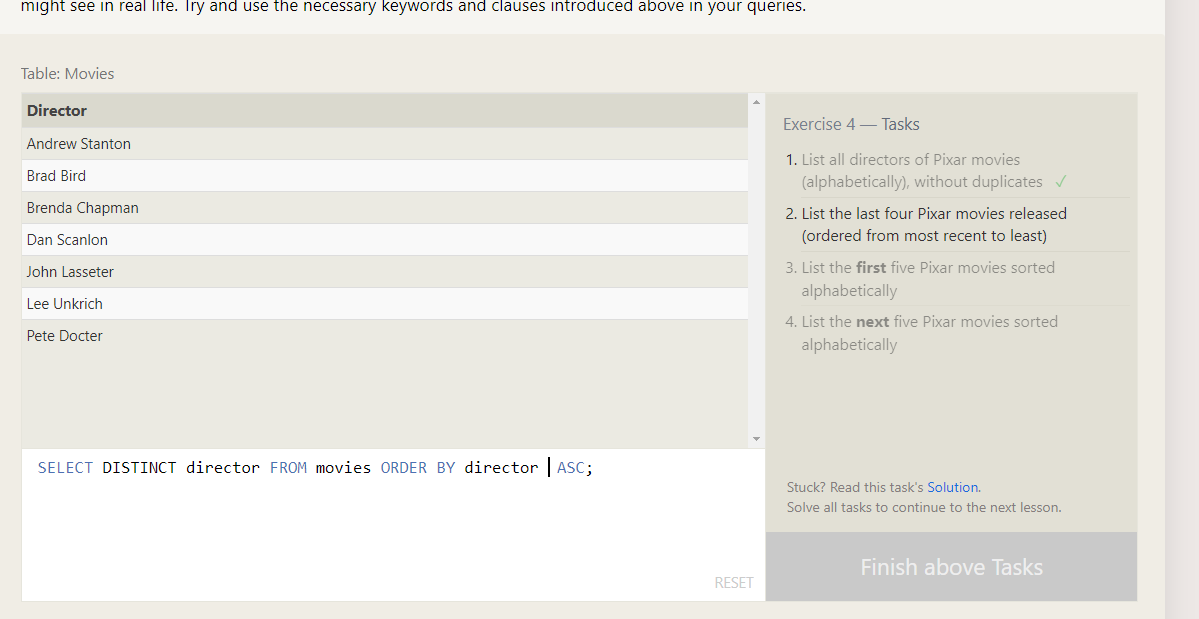 might see in real life. Try and use the necessary keywords and clauses introduced above in your queries.
Table: Movies
Director
Andrew Stanton
Brad Bird
Brenda Chapman
Dan Scanlon
John Lasseter
Lee Unkrich
Pete Docter
SELECT DISTINCT director FROM movies ORDER BY director ASC;
RESET
Exercise 4 — Tasks
1. List all directors of Pixar movies
(alphabetically), without duplicates ✓
2. List the last four Pixar movies released
(ordered from most recent to least)
3. List the first five Pixar movies sorted
alphabetically
4. List the next five Pixar movies sorted
alphabetically
Stuck? Read this task's Solution.
Solve all tasks to continue to the next lesson.
Finish above Tasks